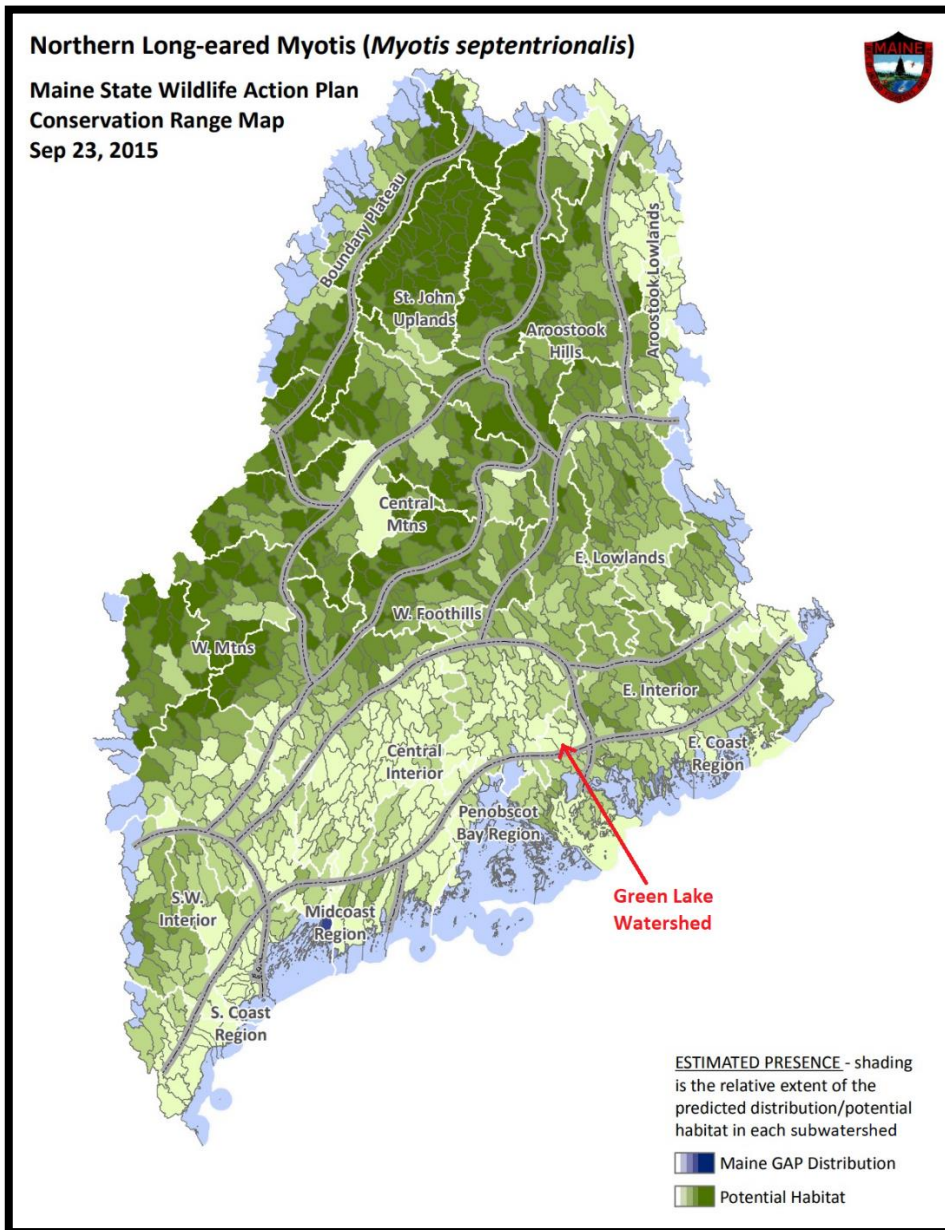 Northern Long-eared Myotis (Myotis septentrionalis)
Maine State Wildlife Action Plan
Conservation Range Map
Sep 23, 2015
MAINE
Boundary Plateau
St. John
Uplands
Aroostook
Hills
Aroostook Lowlands
Central
Mtns
E. Lowlands
W. Foothills
W. Mtns
E. Interior
Central
Interior
E. Coast
Region
Penobscot
Bay Region
Green Lake
Watershed
S.W.
Interior
Midcoast
Region
S. Coast
Region
ESTIMATED PRESENCE - shading
is the relative extent of the
predicted distribution/potential
habitat in each subwatershed
Maine GAP Distribution
Potential Habitat